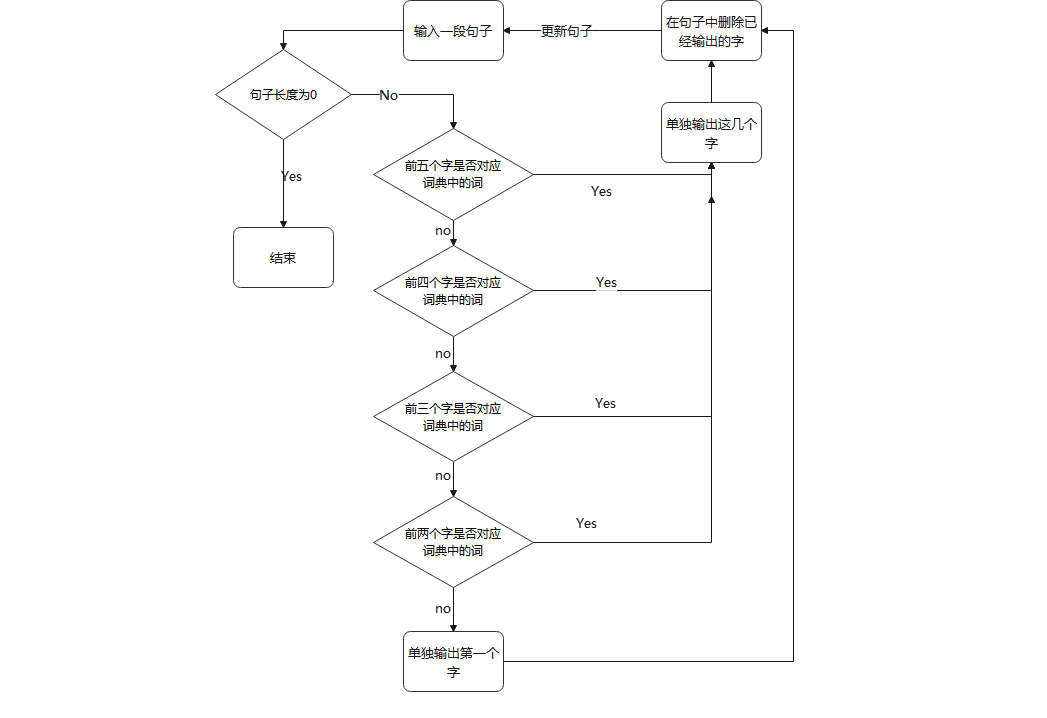 输入一段句子
更新句子
在句子中删除已
经输出的字
句子长度为0
No
单独输出这几个
字
前五个字是否对应
词典中的词
Yes
Yes
no
结束
前四个字是否对应
词典中的词
Yes
no
前三个字是否对应
词典中的词
Yes
no
前两个字是否对应
词典中的词
Yes
no
单独输出第一个
字